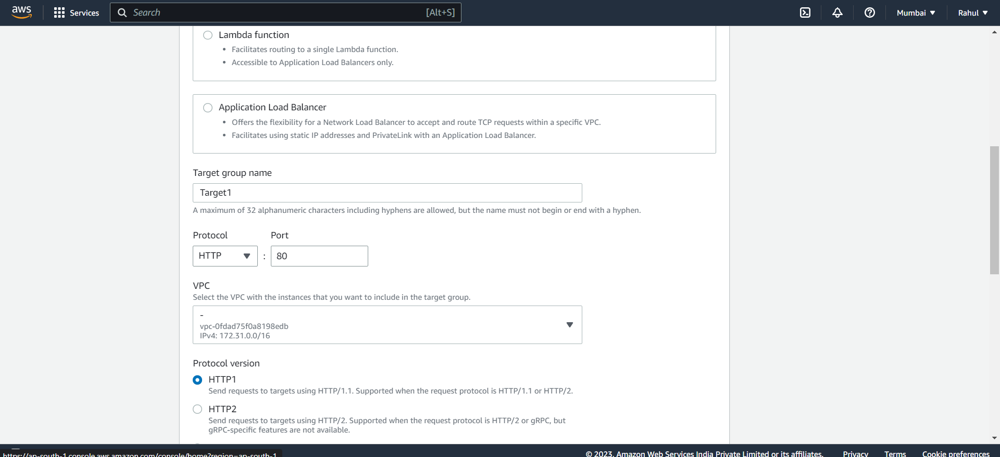 aws
Services
Search [Alt+S]
Mumbai ▼
Rahul ▼
Lambda function
• Facilitates routing to a single Lambda function.
• Accessible to Application Load Balancers only.
Application Load Balancer
• Offers the flexibility for a Network Load Balancer to accept and route TCP requests within a specific VPC.
• Facilitates using static IP addresses and PrivateLink with an Application Load Balancer.
Target group name
Target1
A maximum of 32 alphanumeric characters including hyphens are allowed, but the name must not begin or end with a hyphen.
Protocol Port
HTTP : 80
VPC
Select the VPC with the instances that you want to include in the target group.
-
vpc-0fdad75f0a8198edb
IPv4: 172.31.0.0/16
Protocol version
HTTP1
Send requests to targets using HTTP/1.1. Supported when the request protocol is HTTP/1.1 or HTTP/2.
HTTP2
Send requests to targets using HTTP/2. Supported when the request protocol is HTTP/2 or gRPC, but
gRPC-specific features are not available.
https://ap-south-1.console.aws.amazon.com/console/home?region=ap-south-1
© 2023, Amazon Web Services India Private Limited or its affiliates. Privacy Terms Cookie preferences